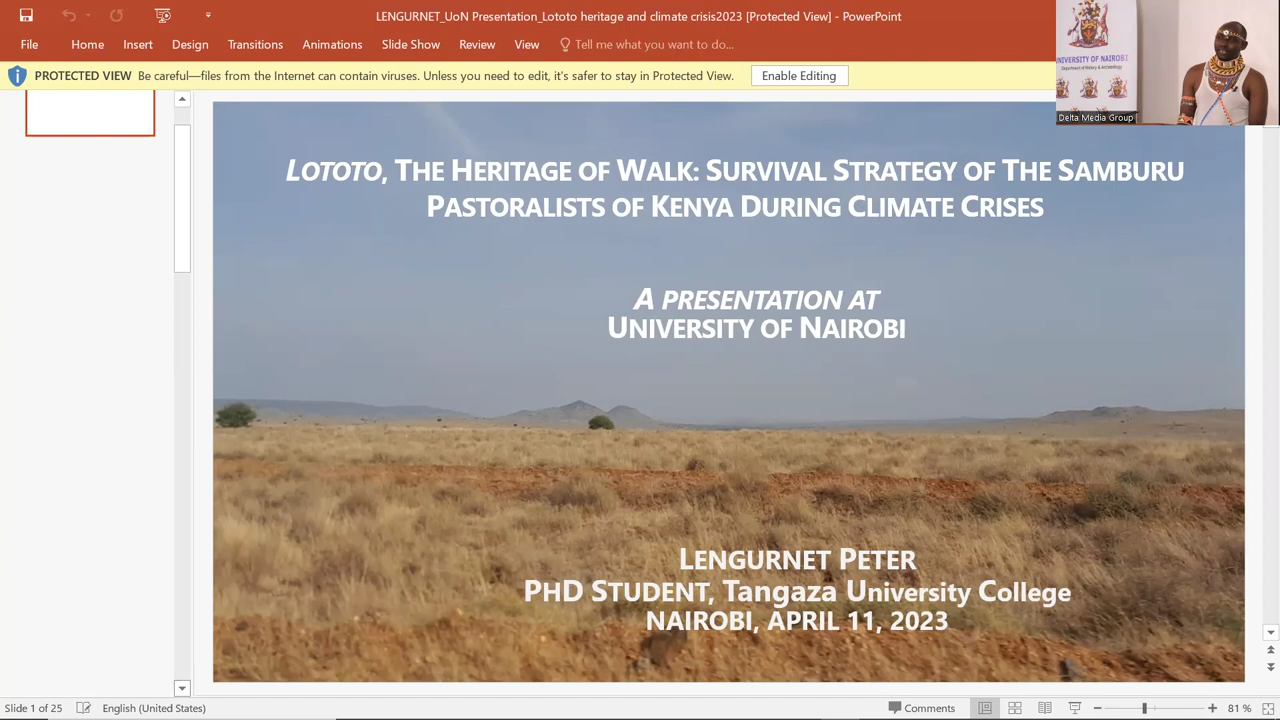 LENGURNET_UoN Presentation_Lototo heritage and climate crisis2023 [Protected View] - PowerPoint
File Home Insert Design Transitions Animations Slide Show Review View Tell me what you want to do...
PROTECTED VIEW Be careful—files from the Internet can contain viruses. Unless you need to edit, it's safer to stay in Protected View. Enable Editing
UNIVERSITY OF NAIROBI
Department of History & Archaeology
Delta Media Group
LOTOTO, THE HERITAGE OF WALK: SURVIVAL STRATEGY OF THE SAMBURU
PASTORALISTS OF KENYA DURING CLIMATE CRISES
A PRESENTATION AT
UNIVERSITY OF NAIROBI
LENGURNET PETER
PHD STUDENT, Tangaza University College
NAIROBI, APRIL 11, 2023
Slide 1 of 25 English (United States) Comments 81 %